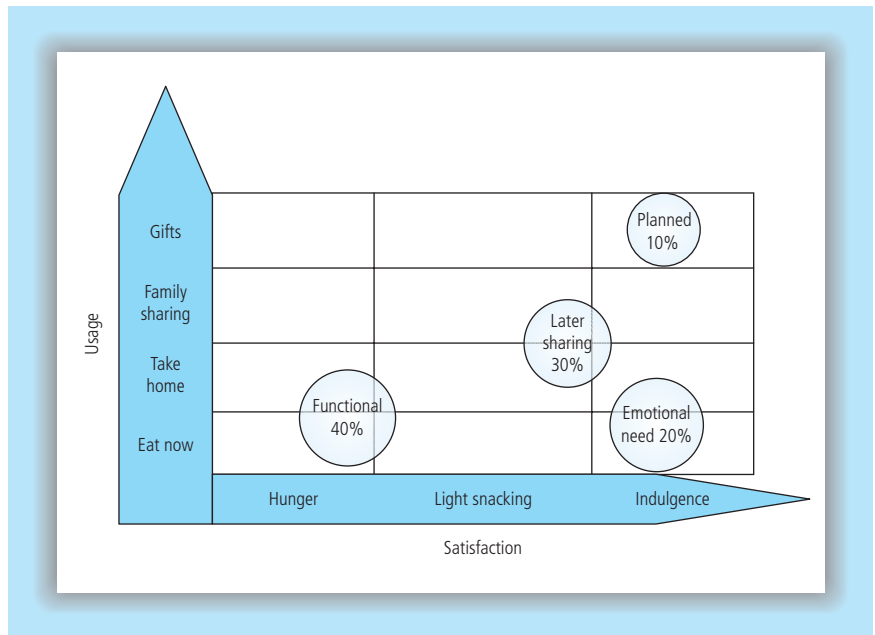 Usage
Gifts
Family
sharing
Take
home
Eat now
Planned
10%
Later
sharing
30%
Functional
40%
Emotional
need 20%
Hunger
Light snacking
Indulgence
Satisfaction